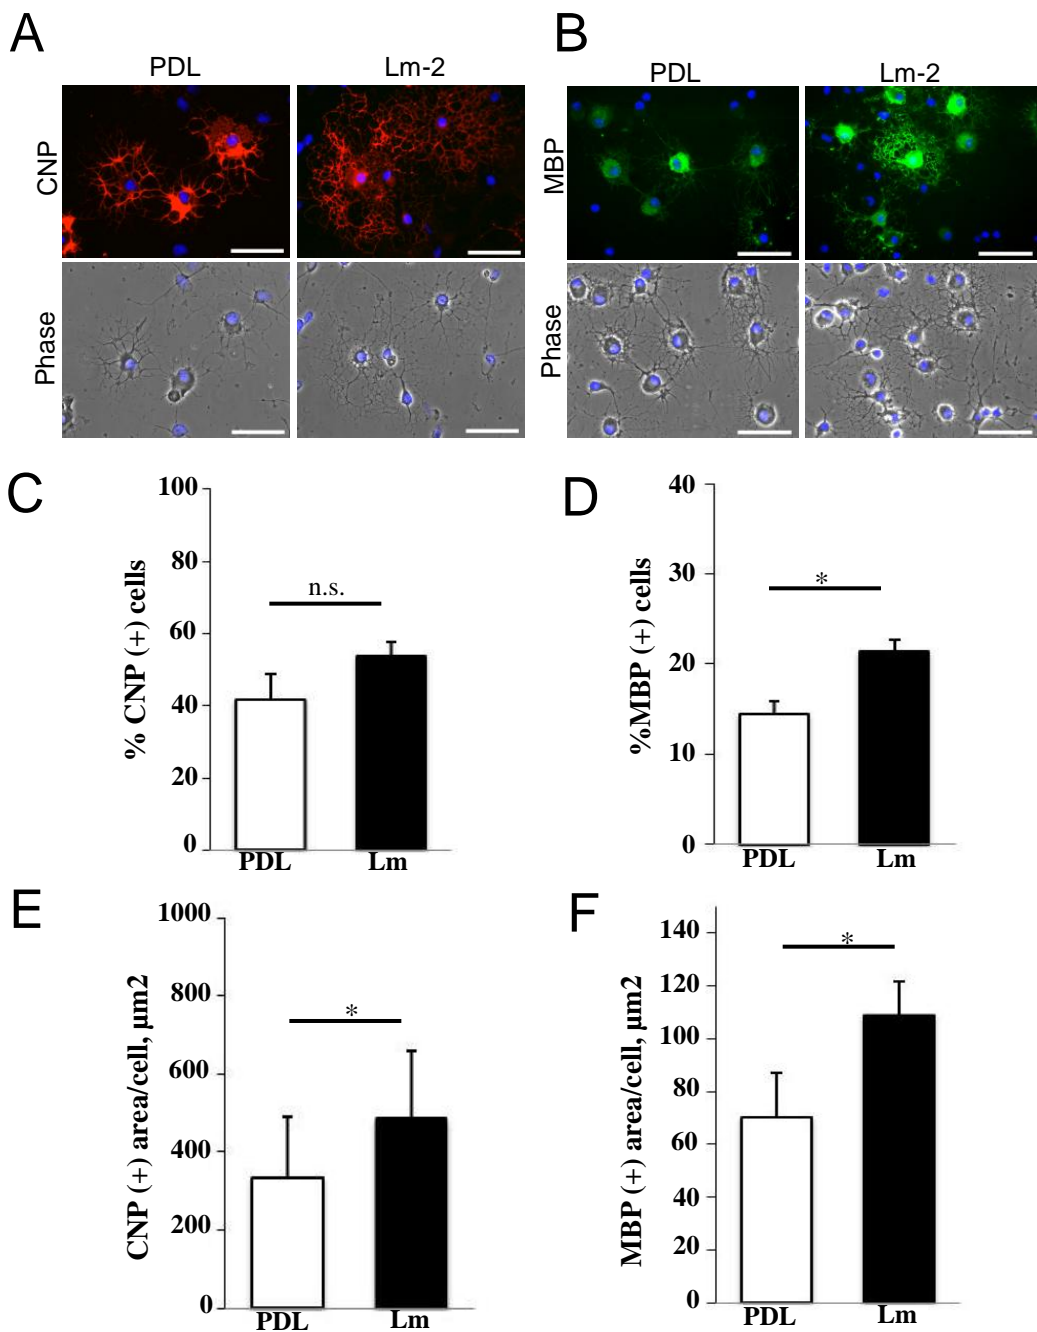 A
B
PDL
Lm-2
PDL
Lm-2
CNP
MBP
Phase
Phase
C
D
% CNP (+) cells
100
80
60
40
20
0
n.s.
PDL
Lm
%MBP (+) cells
40
30
20
10
0
*
PDL
Lm
E
F
CNP (+) area/cell, µm2
1000
800
600
400
200
0
*
PDL
Lm
MBP (+) area/cell, µm2
140
120
100
80
60
40
20
0
*
PDL
Lm